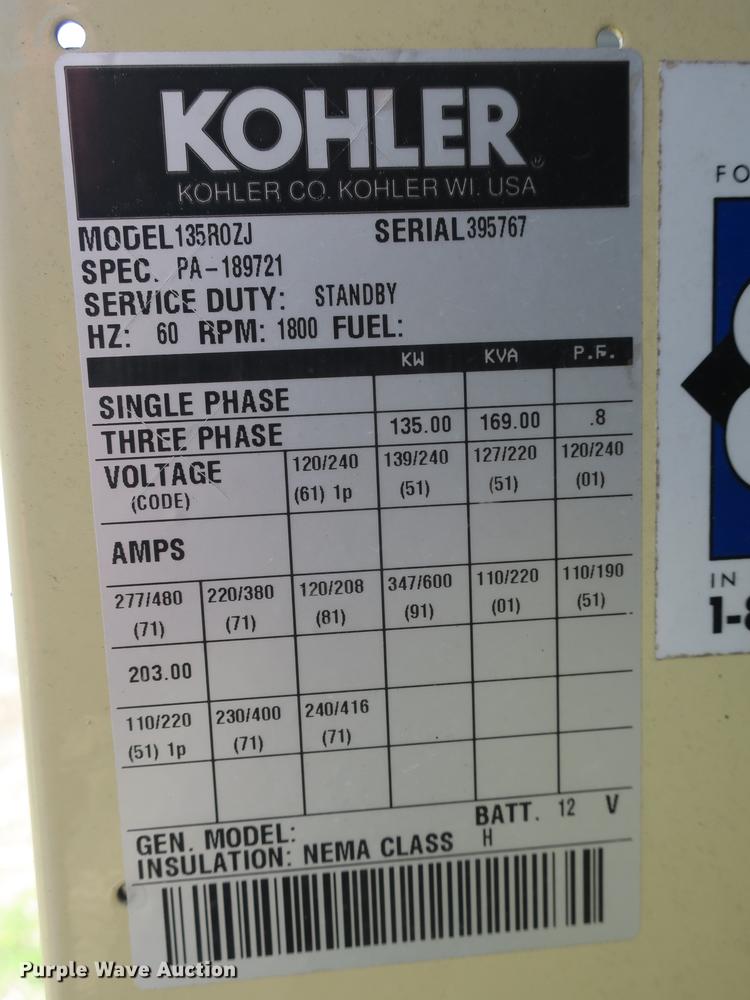 KOHLER
KOHLER CO. KOHLER WI. USA
MODEL 135ROZJ SERIAL 395767
SPEC. PA-189721
SERVICE DUTY: STANDBY
HZ: 60 RPM: 1800 FUEL:
KW KVA P.F.
SINGLE PHASE
THREE PHASE 135.00 169.00 .8
VOLTAGE 120/240 139/240 127/220 120/240
(CODE) (61) 1p (51) (51) (01)
AMPS
277/480 220/380 120/208 347/600 110/220 110/190
(71) (71) (81) (91) (01) (51)
203.00
110/220 230/400 240/416
(51) 1p (71) (71)
GEN. MODEL: BATT. 12 V
INSULATION: NEMA CLASS H
FO
IN
1-8
Purple Wave Auction